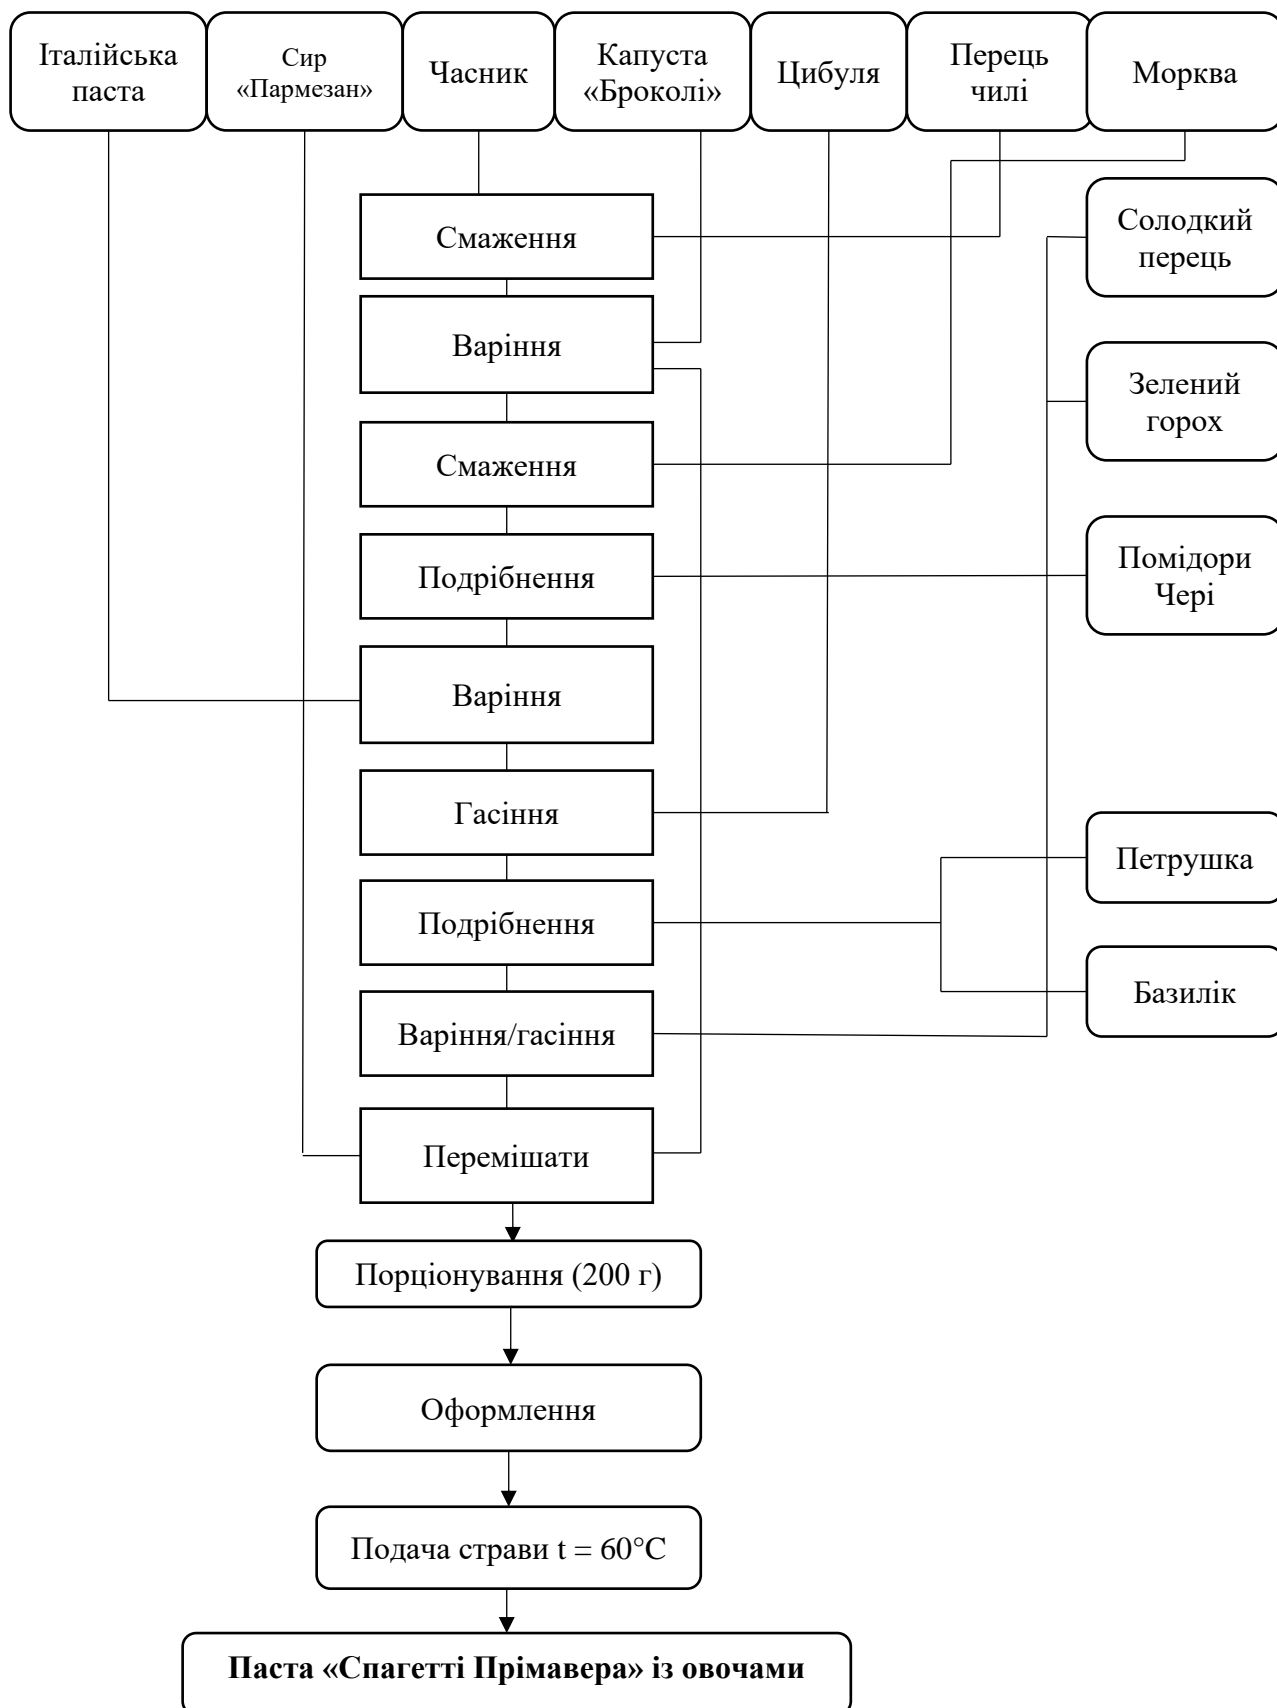 Італійська
паста
Сир
«Пармезан»
Часник
Капуста
«Броколі»
Цибуля
Перець
чилі
Морква
Смаження
Солодкий
перець
Варіння
Зелений
горох
Смаження
Подрібнення
Помідори
Чері
Варіння
Гасіння
Петрушка
Подрібнення
Базилік
Варіння/гасіння
Перемішати
Порціонування (200 г)
Оформлення
Подача страви t = 60°C
Паста «Спагетті Прімавера» із овочами